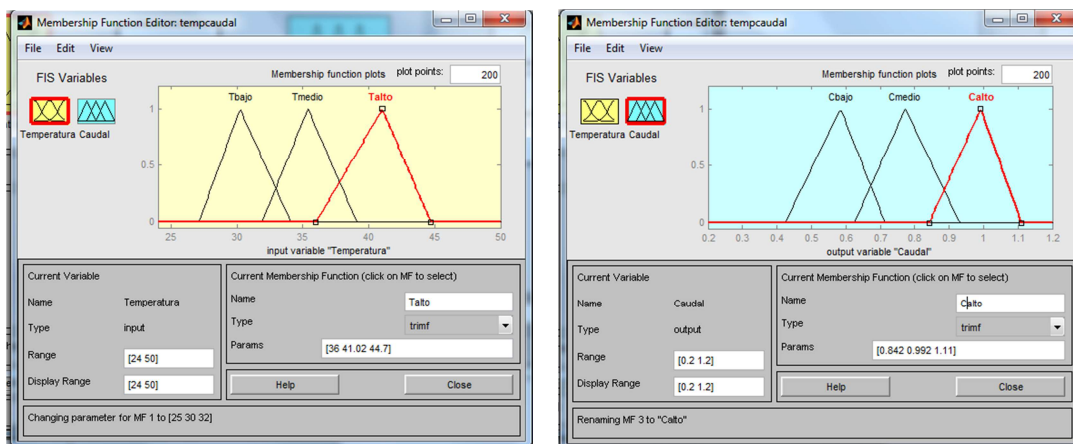 Membership Function Editor: tempcaudal
File Edit View
FIS Variables
Membership function plots plot points: 200
Temperatura Caudal
Tbajo Tmedio Talto
1
0.5
0
25 30 35 40 45 50
input variable "Temperatura"
Current Variable
Name Temperatura
Type input
Range [24 50]
Display Range [24 50]
Current Membership Function (click on MF to select)
Name Talto
Type trimf
Params [36 41.02 44.7]
Help Close
Changing parameter for MF 1 to [25 30 32]
Membership Function Editor: tempcaudal
File Edit View
FIS Variables
Membership function plots plot points: 200
Temperatura Caudal
Cbajo Cmedio Calto
1
0.5
0
0.2 0.3 0.4 0.5 0.6 0.7 0.8 0.9 1 1.1 1.2
output variable "Caudal"
Current Variable
Name Caudal
Type output
Range [0.2 1.2]
Display Range [0.2 1.2]
Current Membership Function (click on MF to select)
Name Calto
Type trimf
Params [0.842 0.992 1.11]
Help Close
Renaming MF 3 to "Calto"